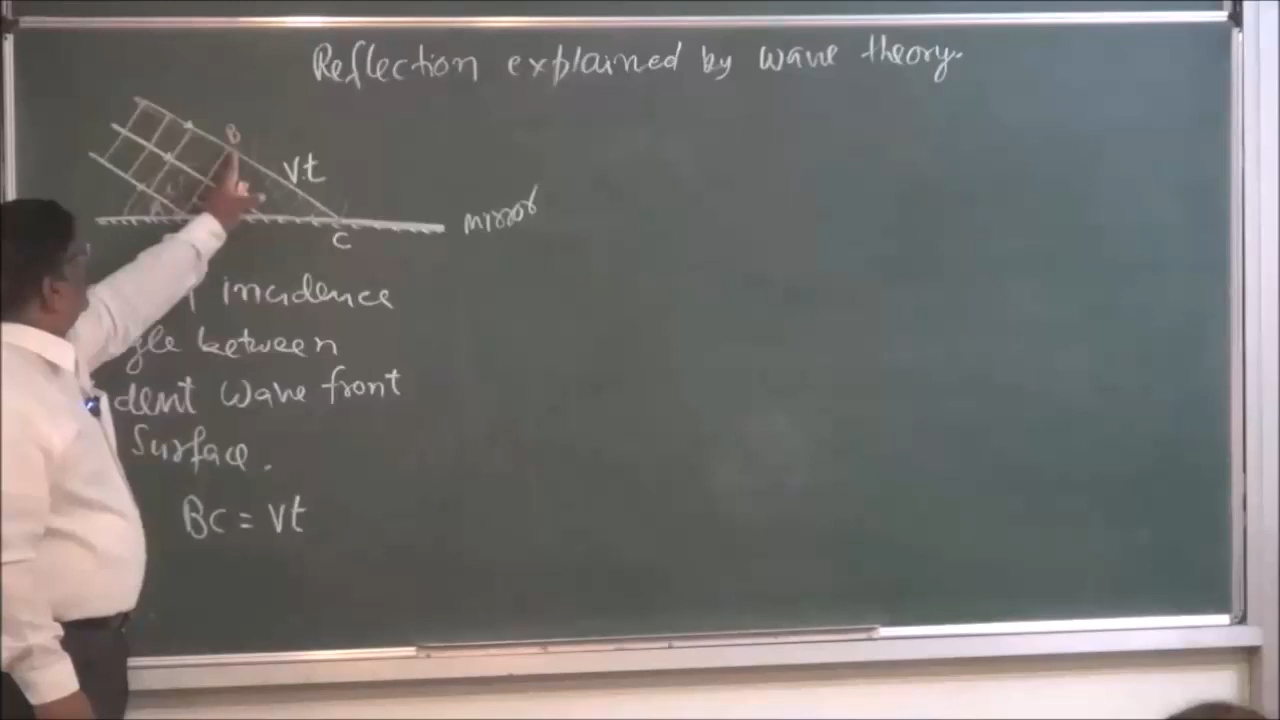 Reflection explained by wave theory.
B
Vt
A
mirror
C
incidence
gle between
dent wave front
Surface.
BC = Vt